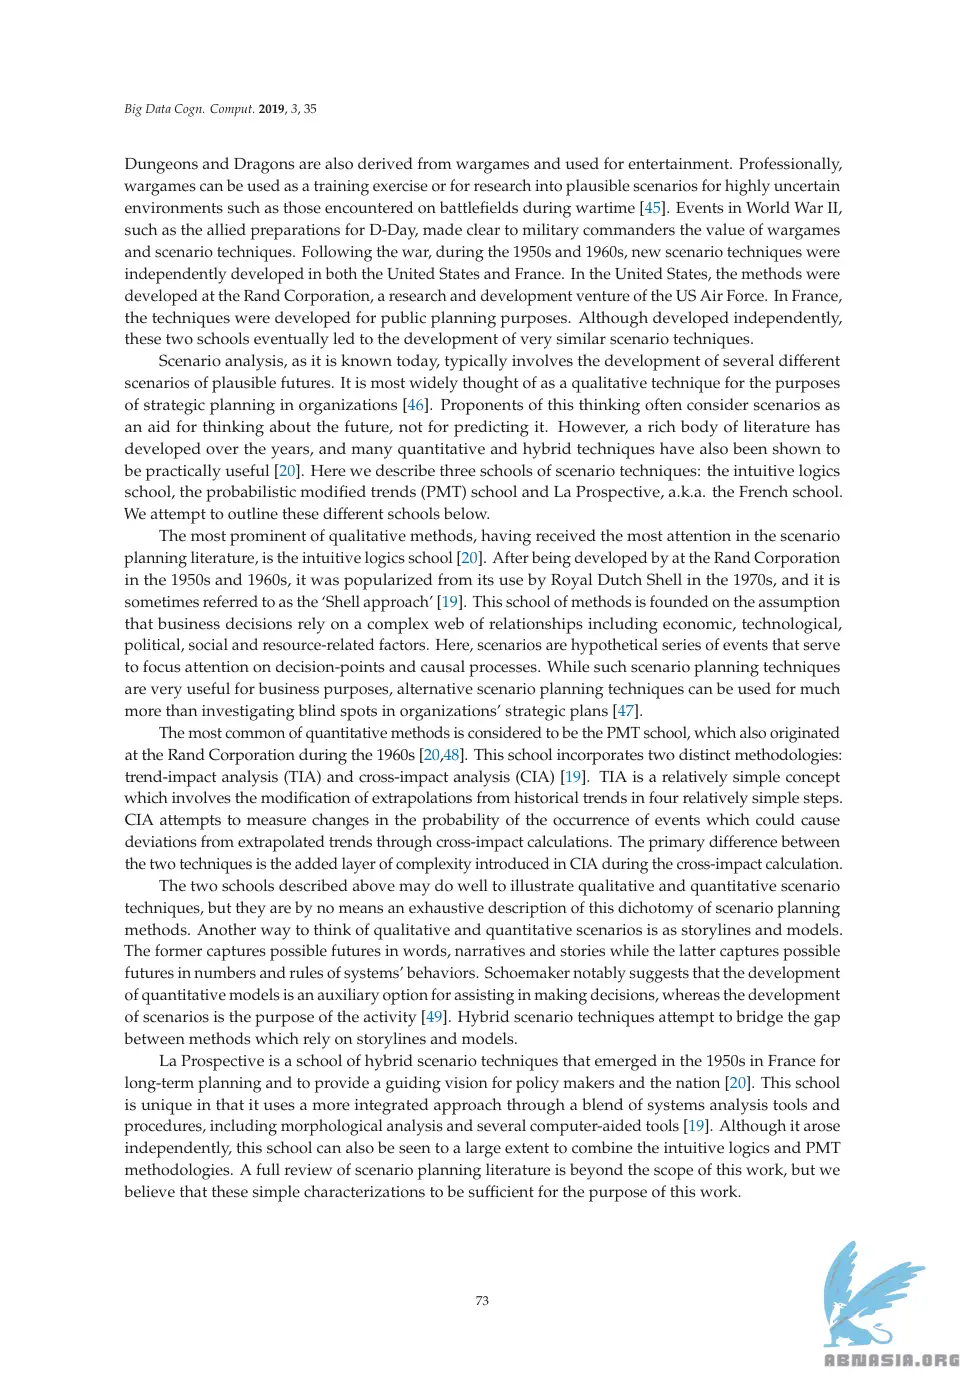 Big Data Cogn. Comput. 2019, 3, 35
Dungeons and Dragons are also derived from wargames and used for entertainment. Professionally,
wargames can be used as a training exercise or for research into plausible scenarios for highly uncertain
environments such as those encountered on battlefields during wartime [45]. Events in World War II,
such as the allied preparations for D-Day, made clear to military commanders the value of wargames
and scenario techniques. Following the war, during the 1950s and 1960s, new scenario techniques were
independently developed in both the United States and France. In the United States, the methods were
developed at the Rand Corporation, a research and development venture of the US Air Force. In France,
the techniques were developed for public planning purposes. Although developed independently,
these two schools eventually led to the development of very similar scenario techniques.
Scenario analysis, as it is known today, typically involves the development of several different
scenarios of plausible futures. It is most widely thought of as a qualitative technique for the purposes
of strategic planning in organizations [46]. Proponents of this thinking often consider scenarios as
an aid for thinking about the future, not for predicting it. However, a rich body of literature has
developed over the years, and many quantitative and hybrid techniques have also been shown to
be practically useful [20]. Here we describe three schools of scenario techniques: the intuitive logics
school, the probabilistic modified trends (PMT) school and La Prospective, a.k.a. the French school.
We attempt to outline these different schools below.
The most prominent of qualitative methods, having received the most attention in the scenario
planning literature, is the intuitive logics school [20]. After being developed by at the Rand Corporation
in the 1950s and 1960s, it was popularized from its use by Royal Dutch Shell in the 1970s, and it is
sometimes referred to as the ‘Shell approach’ [19]. This school of methods is founded on the assumption
that business decisions rely on a complex web of relationships including economic, technological,
political, social and resource-related factors. Here, scenarios are hypothetical series of events that serve
to focus attention on decision-points and causal processes. While such scenario planning techniques
are very useful for business purposes, alternative scenario planning techniques can be used for much
more than investigating blind spots in organizations’ strategic plans [47].
The most common of quantitative methods is considered to be the PMT school, which also originated
at the Rand Corporation during the 1960s [20,48]. This school incorporates two distinct methodologies:
trend-impact analysis (TIA) and cross-impact analysis (CIA) [19]. TIA is a relatively simple concept
which involves the modification of extrapolations from historical trends in four relatively simple steps.
CIA attempts to measure changes in the probability of the occurrence of events which could cause
deviations from extrapolated trends through cross-impact calculations. The primary difference between
the two techniques is the added layer of complexity introduced in CIA during the cross-impact calculation.
The two schools described above may do well to illustrate qualitative and quantitative scenario
techniques, but they are by no means an exhaustive description of this dichotomy of scenario planning
methods. Another way to think of qualitative and quantitative scenarios is as storylines and models.
The former captures possible futures in words, narratives and stories while the latter captures possible
futures in numbers and rules of systems’ behaviors. Schoemaker notably suggests that the development
of quantitative models is an auxiliary option for assisting in making decisions, whereas the development
of scenarios is the purpose of the activity [49]. Hybrid scenario techniques attempt to bridge the gap
between methods which rely on storylines and models.
La Prospective is a school of hybrid scenario techniques that emerged in the 1950s in France for
long-term planning and to provide a guiding vision for policy makers and the nation [20]. This school
is unique in that it uses a more integrated approach through a blend of systems analysis tools and
procedures, including morphological analysis and several computer-aided tools [19]. Although it arose
independently, this school can also be seen to a large extent to combine the intuitive logics and PMT
methodologies. A full review of scenario planning literature is beyond the scope of this work, but we
believe that these simple characterizations to be sufficient for the purpose of this work.
73
ABNASIA.ORG